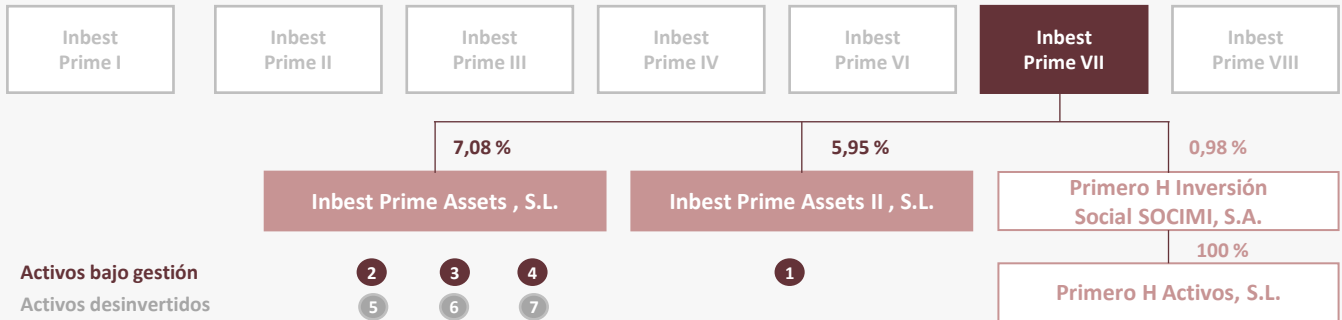 Inbest
Prime I
Inbest
Prime II
Inbest
Prime III
Inbest
Prime IV
Inbest
Prime VI
Inbest
Prime VII
Inbest
Prime VIII
7,08 %
5,95 %
0,98 %
Inbest Prime Assets , S.L.
Inbest Prime Assets II , S.L.
Primero H Inversión
Social SOCIMI, S.A.
100 %
Primero H Activos, S.L.
Activos bajo gestión
2
3
4
1
Activos desinvertidos
5
6
7